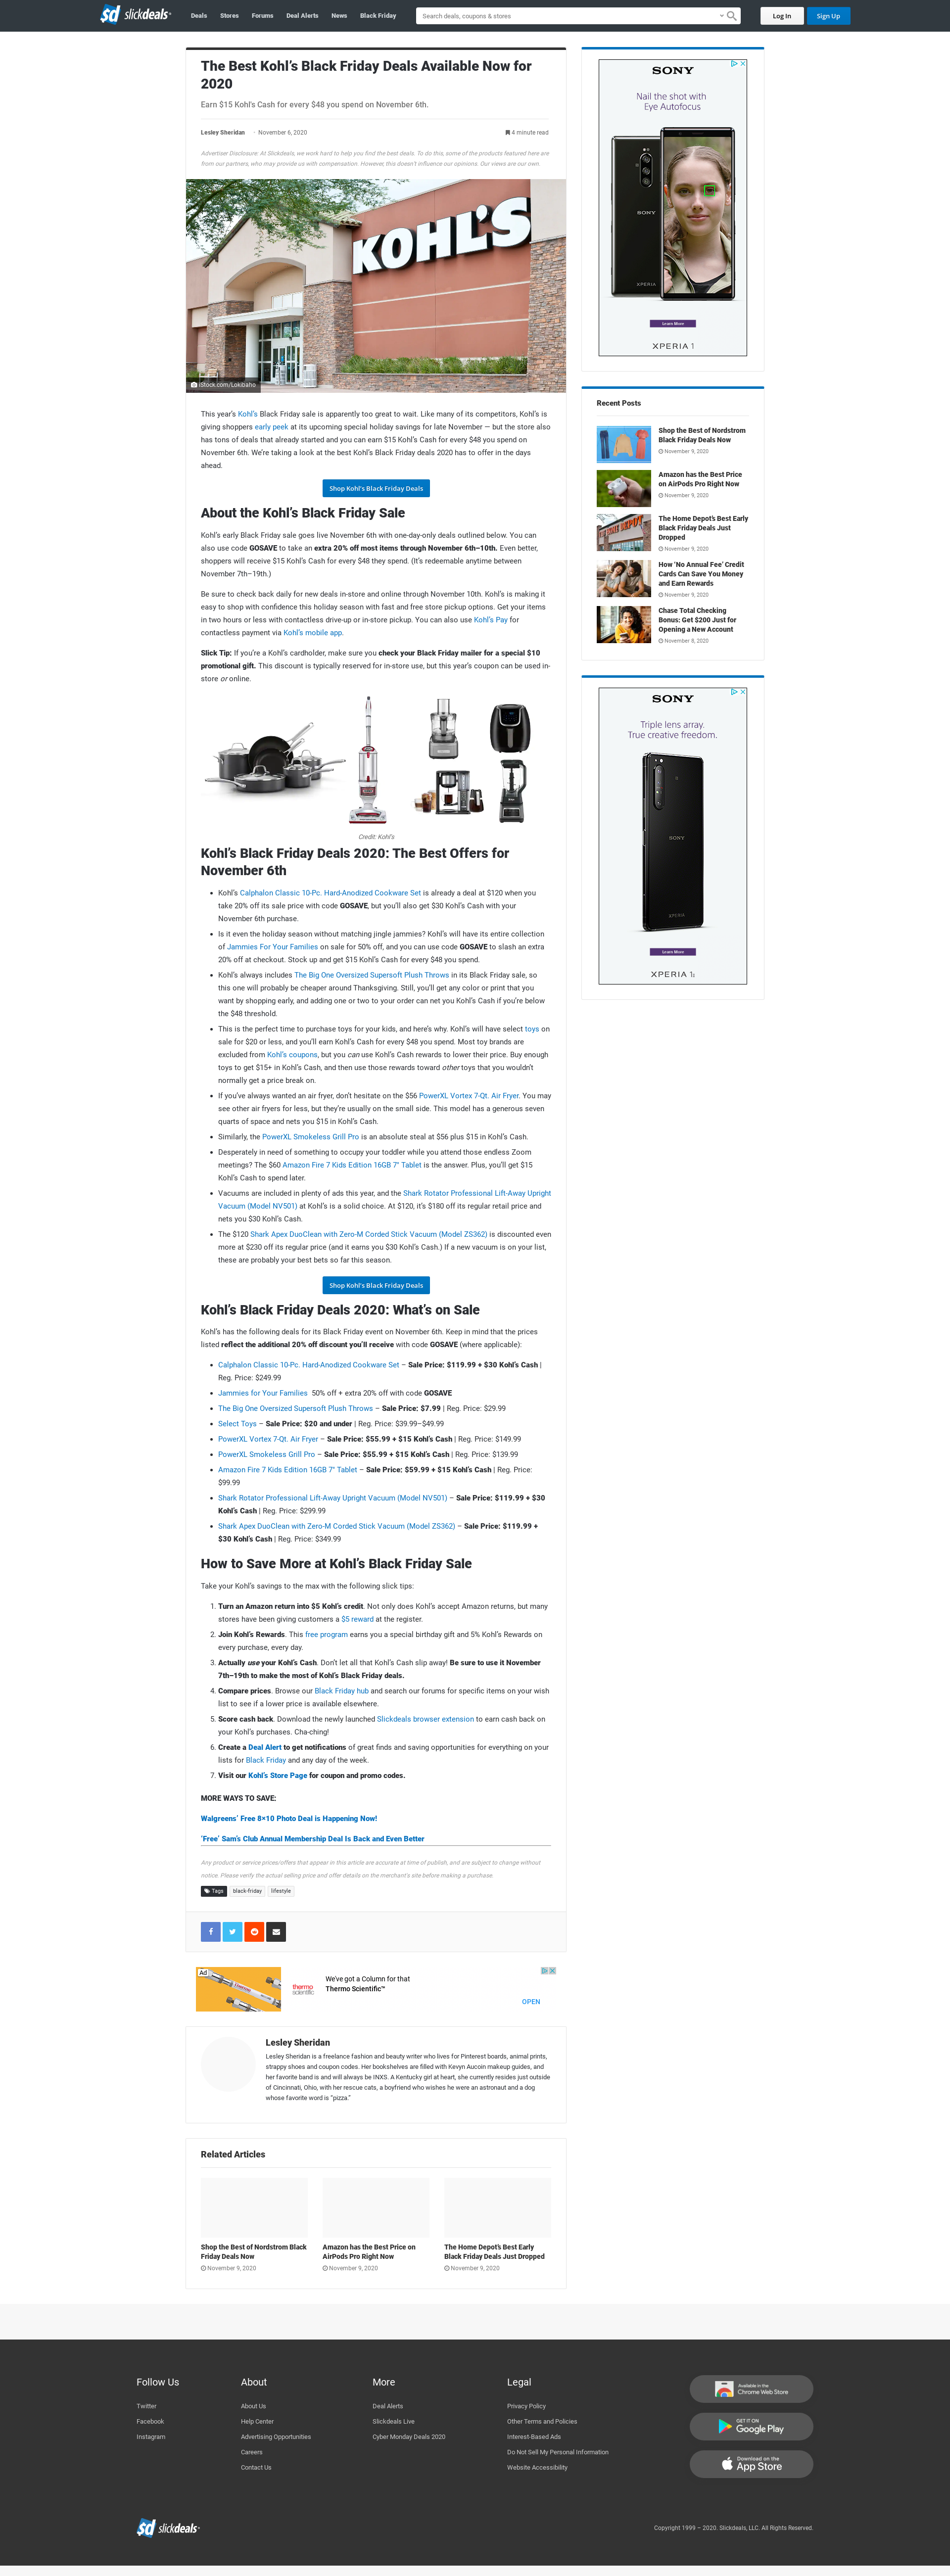 slickdeals
Deals
Stores
Forums
Deal Alerts
News
Black Friday
Search deals, coupons & stores
Log In
Sign Up
The Best Kohl's Black Friday Deals Available Now for
2020
Earn $15 Kohl's Cash for every $48 you spend on November 6th.
Lesley Sheridan - November 6, 2020
4 minute read
Advertiser Disclosure: At Slickdeals, we work hard to help you find the best deals. To do this, some of the products featured here are
from our partners, who may provide us with compensation. However, this doesn't influence our opinions. Our views are our own.
KOHL'S
iStock.com/Lokibaho
This year's Kohl's Black Friday sale is apparently too great to wait. Like many of its competitors, Kohl's is
giving shoppers early peek at its upcoming special holiday savings for late November — but the store also
has tons of deals that already started and you can earn $15 Kohl's Cash for every $48 you spend on
November 6th. We're taking a look at the best Kohl's Black Friday deals 2020 has to offer in the days
ahead.
Shop Kohl's Black Friday Deals
About the Kohl's Black Friday Sale
Kohl's early Black Friday sale goes live November 6th with one-day-only deals outlined below. You can
also use code GOSAVE to take an extra 20% off most items through November 6th–10th. Even better,
shoppers will receive $15 Kohl's Cash for every $48 they spend. (It's redeemable anytime between
November 7th–19th.)
Be sure to check back daily for new deals in-store and online through November 10th. Kohl's is making it
easy to shop with confidence this holiday season with fast and free store pickup options. Get your items
in two hours or less with contactless drive-up or in-store pickup. You can also use Kohl's Pay for
contactless payment via Kohl's mobile app.
Slick Tip: If you're a Kohl's cardholder, make sure you check your Black Friday mailer for a special $10
promotional gift. This discount is typically reserved for in-store use, but this year's coupon can be used in-
store or online.
Credit: Kohl's
Kohl's Black Friday Deals 2020: The Best Offers for
November 6th
• Kohl's Calphalon Classic 10-Pc. Hard-Anodized Cookware Set is already a deal at $120 when you
take 20% off its sale price with code GOSAVE, but you'll also get $30 Kohl's Cash with your
November 6th purchase.
• Is it even the holiday season without matching jingle jammies? Kohl's will have its entire collection
of Jammies For Your Families on sale for 50% off, and you can use code GOSAVE to slash an extra
20% off at checkout. Stock up and get $15 Kohl's Cash for every $48 you spend.
• Kohl's always includes The Big One Oversized Supersoft Plush Throws in its Black Friday sale, so
this one will probably be cheaper around Thanksgiving. Still, you'll get any color or print that you
want by shopping early, and adding one or two to your order can net you Kohl's Cash if you're below
the $48 threshold.
• This is the perfect time to purchase toys for your kids, and here's why. Kohl's will have select toys on
sale for $20 or less, and you'll earn Kohl's Cash for every $48 you spend. Most toy brands are
excluded from Kohl's coupons, but you can use Kohl's Cash rewards to lower their price. Buy enough
toys to get $15+ in Kohl's Cash, and then use those rewards toward other toys that you wouldn't
normally get a price break on.
• If you've always wanted an air fryer, don't hesitate on the $56 PowerXL Vortex 7-Qt. Air Fryer. You may
see other air fryers for less, but they're usually on the small side. This model has a generous seven
quarts of space and nets you $15 in Kohl's Cash.
• Similarly, the PowerXL Smokeless Grill Pro is an absolute steal at $56 plus $15 in Kohl's Cash.
• Desperately in need of something to occupy your toddler while you attend those endless Zoom
meetings? The $60 Amazon Fire 7 Kids Edition 16GB 7" Tablet is the answer. Plus, you'll get $15
Kohl's Cash to spend later.
• Vacuums are included in plenty of ads this year, and the Shark Rotator Professional Lift-Away Upright
Vacuum (Model NV501) at Kohl's is a solid choice. At $120, it's $180 off its regular retail price and
nets you $30 Kohl's Cash.
• The $120 Shark Apex DuoClean with Zero-M Corded Stick Vacuum (Model ZS362) is discounted even
more at $230 off its regular price (and it earns you $30 Kohl's Cash.) If a new vacuum is on your list,
these are probably your best bets so far this season.
Shop Kohl's Black Friday Deals
Kohl's Black Friday Deals 2020: What's on Sale
Kohl's has the following deals for its Black Friday event on November 6th. Keep in mind that the prices
listed reflect the additional 20% off discount you'll receive with code GOSAVE (where applicable):
• Calphalon Classic 10-Pc. Hard-Anodized Cookware Set – Sale Price: $119.99 + $30 Kohl's Cash |
Reg. Price: $249.99
• Jammies for Your Families 50% off + extra 20% off with code GOSAVE
• The Big One Oversized Supersoft Plush Throws – Sale Price: $7.99 | Reg. Price: $29.99
• Select Toys – Sale Price: $20 and under | Reg. Price: $39.99–$49.99
• PowerXL Vortex 7-Qt. Air Fryer – Sale Price: $55.99 + $15 Kohl's Cash | Reg. Price: $149.99
• PowerXL Smokeless Grill Pro – Sale Price: $55.99 + $15 Kohl's Cash | Reg. Price: $139.99
• Amazon Fire 7 Kids Edition 16GB 7" Tablet – Sale Price: $59.99 + $15 Kohl's Cash | Reg. Price:
$99.99
• Shark Rotator Professional Lift-Away Upright Vacuum (Model NV501) – Sale Price: $119.99 + $30
Kohl's Cash | Reg. Price: $299.99
• Shark Apex DuoClean with Zero-M Corded Stick Vacuum (Model ZS362) – Sale Price: $119.99 +
$30 Kohl's Cash | Reg. Price: $349.99
How to Save More at Kohl's Black Friday Sale
Take your Kohl's savings to the max with the following slick tips:
1. Turn an Amazon return into $5 Kohl's credit. Not only does Kohl's accept Amazon returns, but many
stores have been giving customers a $5 reward at the register.
2. Join Kohl's Rewards. This free program earns you a special birthday gift and 5% Kohl's Rewards on
every purchase, every day.
3. Actually use your Kohl's Cash. Don't let all that Kohl's Cash slip away! Be sure to use it November
7th–19th to make the most of Kohl's Black Friday deals.
4. Compare prices. Browse our Black Friday hub and search our forums for specific items on your wish
list to see if a lower price is available elsewhere.
5. Score cash back. Download the newly launched Slickdeals browser extension to earn cash back on
your Kohl's purchases. Cha-ching!
6. Create a Deal Alert to get notifications of great finds and saving opportunities for everything on your
lists for Black Friday and any day of the week.
7. Visit our Kohl's Store Page for coupon and promo codes.
MORE WAYS TO SAVE:
Walgreens' Free 8×10 Photo Deal is Happening Now!
'Free' Sam's Club Annual Membership Deal Is Back and Even Better
Any product or service prices/offers that appear in this article are accurate at time of publish, and are subject to change without
notice. Please verify the actual selling price and offer details on the merchant's site before making a purchase.
Tags
black-friday
lifestyle
Ad
thermo
scientific
We've got a Column for that
Thermo Scientific™
OPEN
Lesley Sheridan
Lesley Sheridan is a freelance fashion and beauty writer who lives for Pinterest boards, animal prints,
strappy shoes and coupon codes. Her bookshelves are filled with Kevyn Aucoin makeup guides, and
her favorite band is and will always be INXS. A Kentucky girl at heart, she currently resides just outside
of Cincinnati, Ohio, with her rescue cats, a boyfriend who wishes he were an astronaut and a dog
whose favorite word is "pizza."
Related Articles
Shop the Best of Nordstrom Black
Friday Deals Now
November 9, 2020
Amazon has the Best Price on
AirPods Pro Right Now
November 9, 2020
The Home Depot's Best Early
Black Friday Deals Just Dropped
November 9, 2020
SONY
Nail the shot with
Eye Autofocus
SONY
XPERIA
XPERIA
Learn More
XPERIA 1
Recent Posts
Shop the Best of Nordstrom
Black Friday Deals Now
November 9, 2020
Amazon has the Best Price
on AirPods Pro Right Now
November 9, 2020
The Home Depot's Best Early
Black Friday Deals Just
Dropped
November 9, 2020
How 'No Annual Fee' Credit
Cards Can Save You Money
and Earn Rewards
November 9, 2020
Chase Total Checking
Bonus: Get $200 Just for
Opening a New Account
November 8, 2020
SONY
Triple lens array.
True creative freedom.
SONY
XPERIA
Learn More
XPERIA 1II
Follow Us
Twitter
Facebook
Instagram
About
About Us
Help Center
Advertising Opportunities
Careers
Contact Us
More
Deal Alerts
Slickdeals Live
Cyber Monday Deals 2020
Legal
Privacy Policy
Other Terms and Policies
Interest-Based Ads
Do Not Sell My Personal Information
Website Accessibility
Available in the
Chrome Web Store
GET IT ON
Google Play
Download on the
App Store
slickdeals
Copyright 1999 – 2020. Slickdeals, LLC. All Rights Reserved.